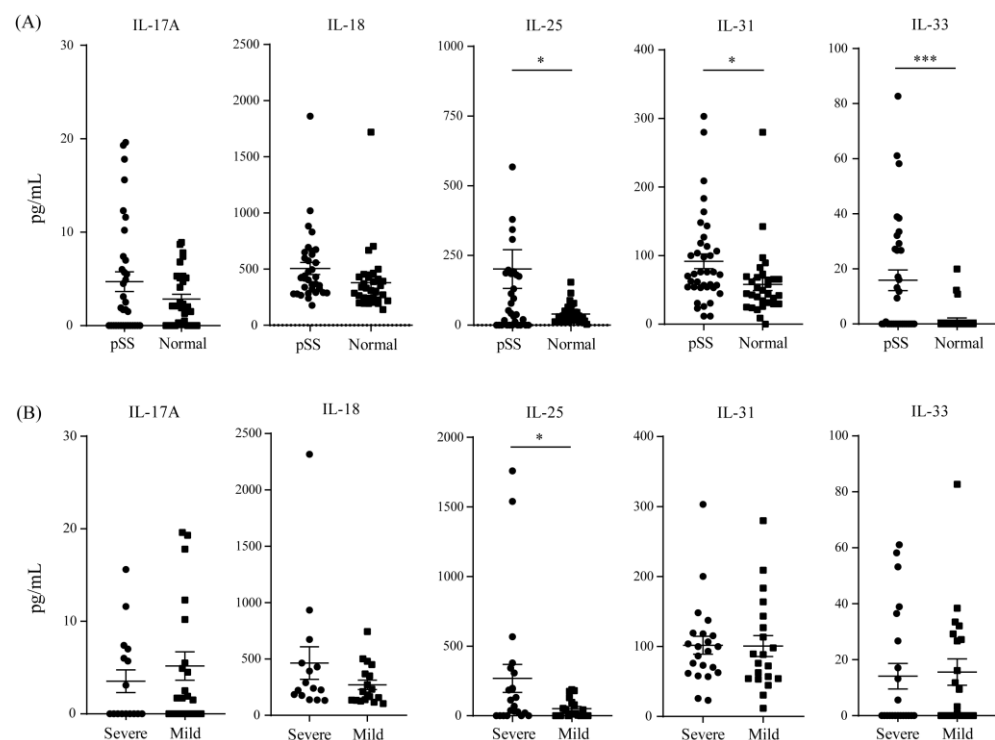 (A)
IL-17A
IL-18
IL-25
IL-31
IL-33
pg/mL
30
20
10
0
pSS Normal
2500
2000
1500
1000
500
0
pSS Normal
1000
750
500
250
0
*
pSS Normal
400
300
200
100
0
*
pSS Normal
100
80
60
40
20
0
***
pSS Normal
(B)
IL-17A
IL-18
IL-25
IL-31
IL-33
pg/mL
30
20
10
0
Severe Mild
2500
2000
1500
1000
500
0
Severe Mild
2000
1500
1000
500
0
*
Severe Mild
400
300
200
100
0
Severe Mild
100
80
60
40
20
0
Severe Mild